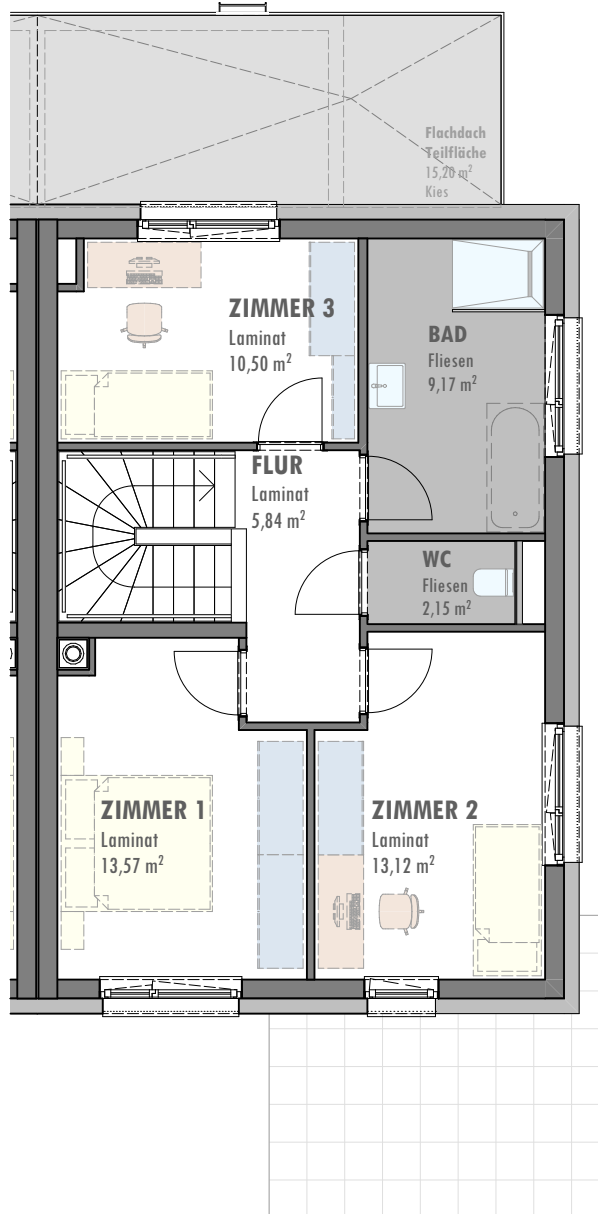 Flachdach
Teilfläche
15,20 m²
Kies
ZIMMER 3
Laminat
10,50 m²
BAD
Fliesen
9,17 m²
FLUR
Laminat
5,84 m²
WC
Fliesen
2,15 m²
ZIMMER 1
Laminat
13,57 m²
ZIMMER 2
Laminat
13,12 m²